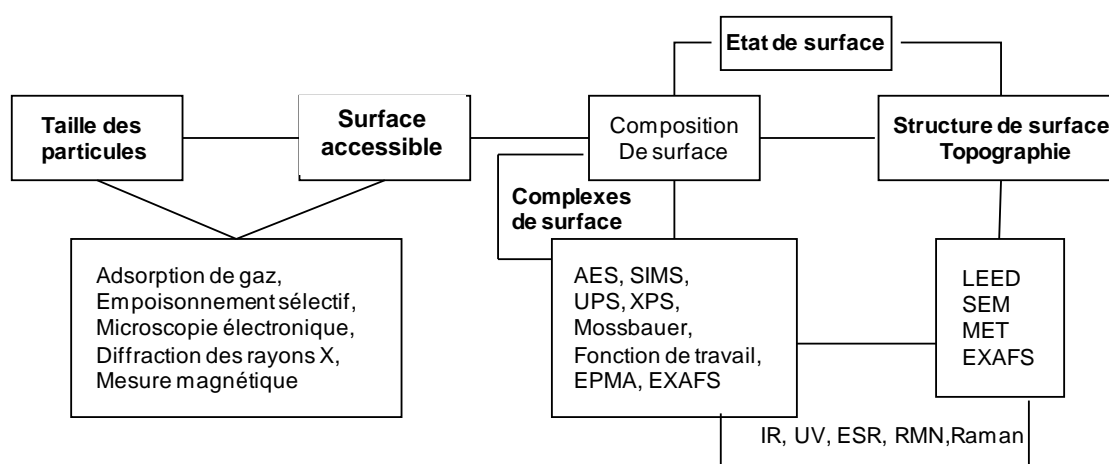 Etat de surface
Taille des
particules
Surface
accessible
Composition
De surface
Structure de surface
Topographie
Complexes
de surface
Adsorption de gaz,
Empoisonnement sélectif,
Microscopie électronique,
Diffraction des rayons X,
Mesure magnétique
AES, SIMS,
UPS, XPS,
Mossbauer,
Fonction de travail,
EPMA, EXAFS
LEED
SEM
MET
EXAFS
IR, UV, ESR, RMN,Raman